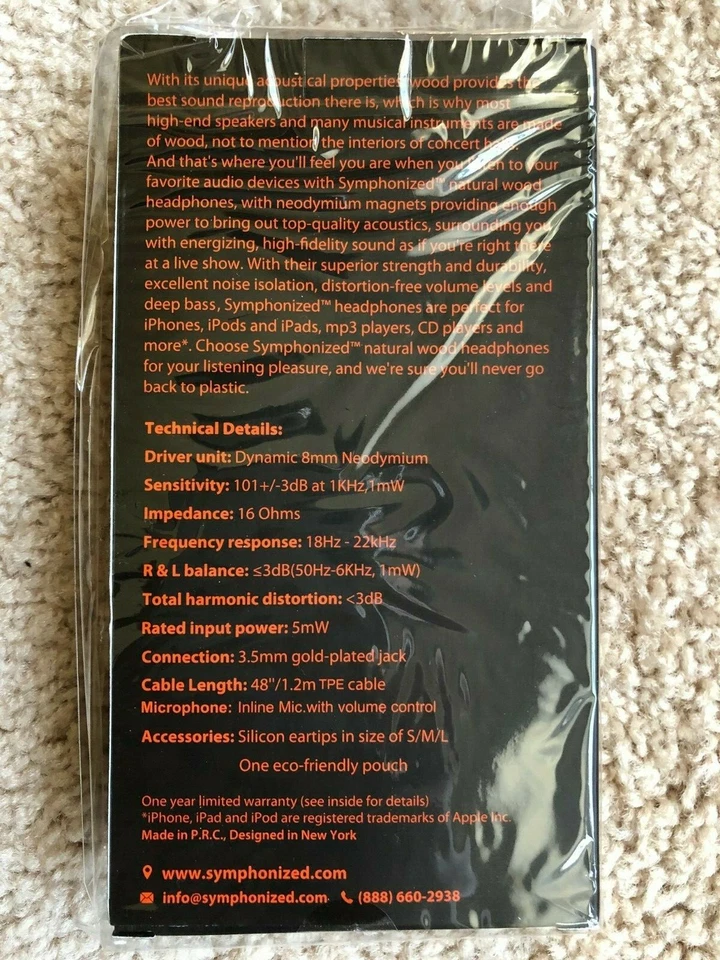 With its unique acoustical properties, wood provides the
best sound reproduction there is, which is why most
high-end speakers and many musical instruments are made
of wood, not to mention the interiors of concert
And that's where you'll feel you are when you listen to your
favorite audio devices with Symphonized™ natural wood
headphones, with neodymium magnets providing enough
power to bring out top-quality acoustics, surrounding you
with energizing, high-fidelity sound as if you're right there
at a live show. With their superior strength and durability,
excellent noise isolation, distortion-free volume levels and
deep bass, Symphonized™ headphones are perfect for
iPhones, iPods and iPads, mp3 players, CD players and
more*. Choose Symphonized™ natural wood headphones
for your listening pleasure, and we're sure you'll never go
back to plastic.
Technical Details:
Driver unit: Dynamic 8mm Neodymium
Sensitivity: 101+/-3dB at 1KHz,1mW
Impedance: 16 Ohms
Frequency response: 18Hz - 22kHz
R & L balance: ≤3dB(50Hz-6KHz, 1mW)
Total harmonic distortion: <3dB
Rated input power: 5mW
Connection: 3.5mm gold-plated jack
Cable Length: 48"/1.2m TPE cable
Microphone: Inline Mic.with volume control
Accessories: Silicon eartips in size of S/M/L
One eco-friendly pouch
One year limited warranty (see inside for details)
*iPhone, iPad and iPod are registered trademarks of Apple Inc.
Made in P.R.C., Designed in New York
www.symphonized.com
info@symphonized.com (888) 660-2938